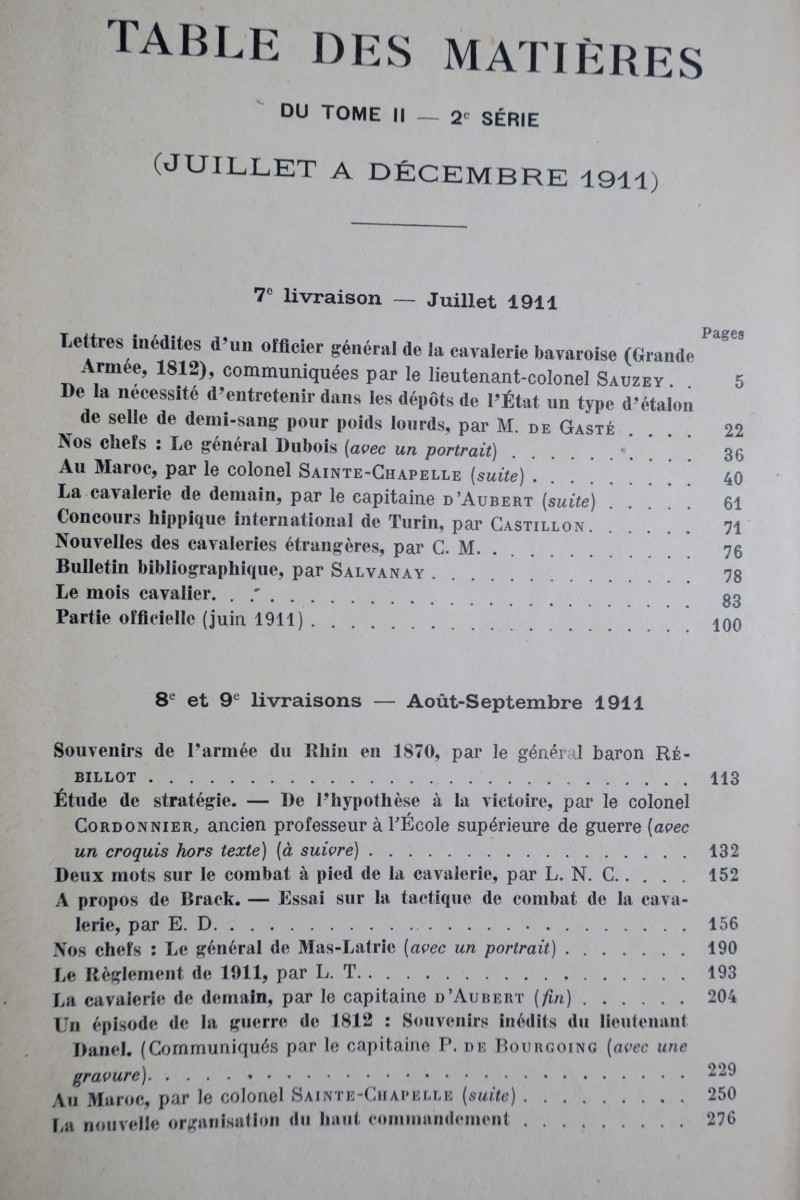 TABLE DES MATIÈRES
DU TOME II — 2e SÉRIE
(JUILLET A DÉCEMBRE 1911)
7e livraison — Juillet 1911
Pages
Lettres inédites d'un officier général de la cavalerie bavaroise (Grande
Armée, 1812), communiquées par le lieutenant-colonel SAUZEY. . 5
De la nécessité d'entretenir dans les dépôts de l'État un type d'étalon
de selle de demi-sang pour poids lourds, par M. DE GASTÉ . . . . 22
Nos chefs : Le général Dubois (avec un portrait) . . . . . . . . . . 36
Au Maroc, par le colonel SAINTE-CHAPELLE (suite) . . . . . . . . . 40
La cavalerie de demain, par le capitaine D'AUBERT (suite) . . . . . 61
Concours hippique international de Turin, par CASTILLON. . . . . . 71
Nouvelles des cavaleries étrangères, par C. M. . . . . . . . . . . . 76
Bulletin bibliographique, par SALVANAY . . . . . . . . . . . . . . 78
Le mois cavalier. . . . . . . . . . . . . . . . . . . . . . . . . . 83
Partie officielle (juin 1911) . . . . . . . . . . . . . . . . . . . . 100
8e et 9e livraisons — Août-Septembre 1911
Souvenirs de l'armée du Rhin en 1870, par le général baron RÉ-
BILLOT . . . . . . . . . . . . . . . . . . . . . . . . . . . . . 113
Étude de stratégie. — De l'hypothèse à la victoire, par le colonel
CORDONNIER, ancien professeur à l'École supérieure de guerre (avec
un croquis hors texte) (à suivre) . . . . . . . . . . . . . . . . . 132
Deux mots sur le combat à pied de la cavalerie, par L. N. C. . . . . 152
A propos de Brack. — Essai sur la tactique de combat de la cava-
lerie, par E. D. . . . . . . . . . . . . . . . . . . . . . . . . . 156
Nos chefs : Le général de Mas-Latrie (avec un portrait) . . . . . . . 190
Le Règlement de 1911, par L. T. . . . . . . . . . . . . . . . . . . 193
La cavalerie de demain, par le capitaine D'AUBERT (fin) . . . . . . 204
Un épisode de la guerre de 1812 : Souvenirs inédits du lieutenant
Danel. (Communiqués par le capitaine P. DE BOURGOING (avec une
gravure). . . . . . . . . . . . . . . . . . . . . . . . . . . . . 229
Au Maroc, par le colonel SAINTE-CHAPELLE (suite) . . . . . . . . . 250
La nouvelle organisation du haut commandement . . . . . . . . . 276